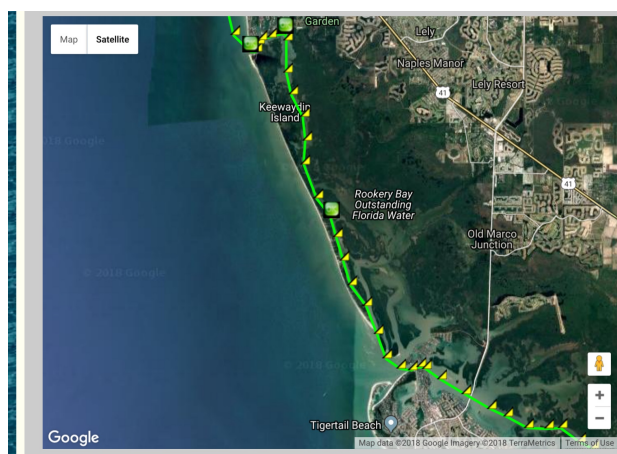 Map
Satellite
Garden
Lely
Naples Manor
41
Lely Resort
Keewaydin
Island
2018 Google
41
Rookery Bay
Outstanding
Florida Water
Old Marco
Junction
© 2018 Google
© 2018 Google
Tigertail Beach
Google
Map data ©2018 Google Imagery ©2018 TerraMetrics
Terms of Use